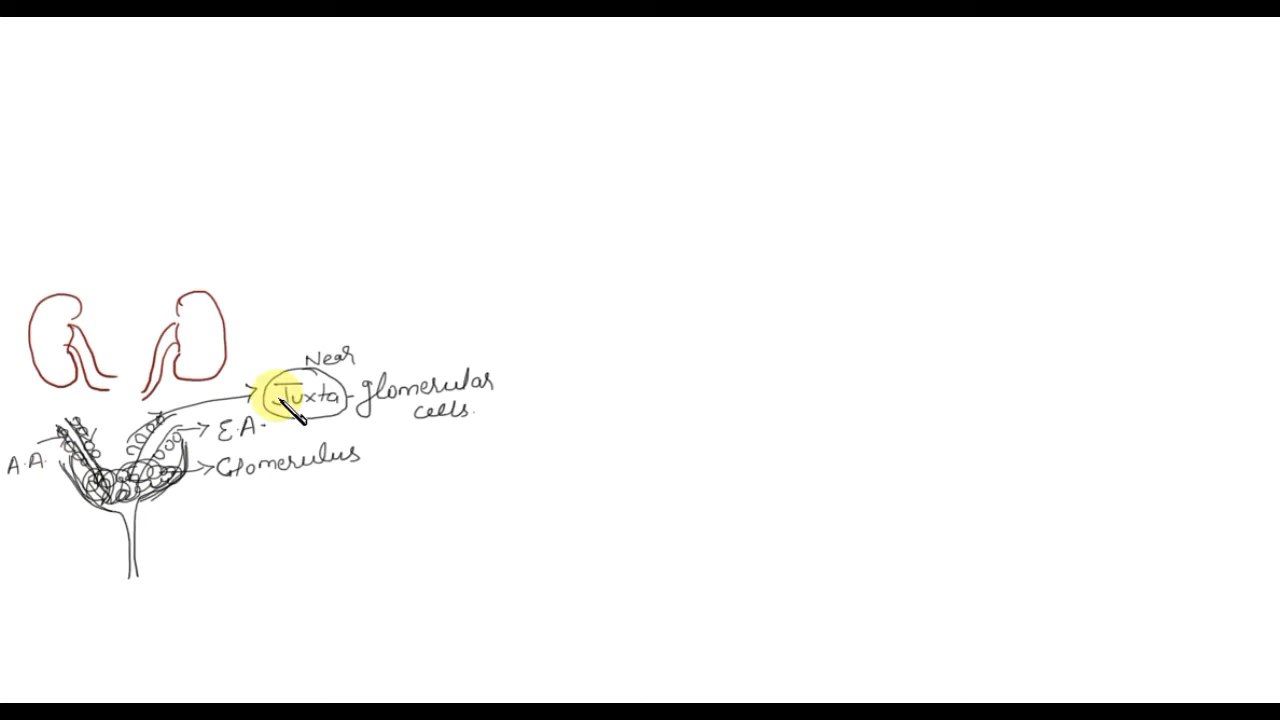 Near
Juxta-glomerular
cells.
E.A.
A.A.
Glomerulus